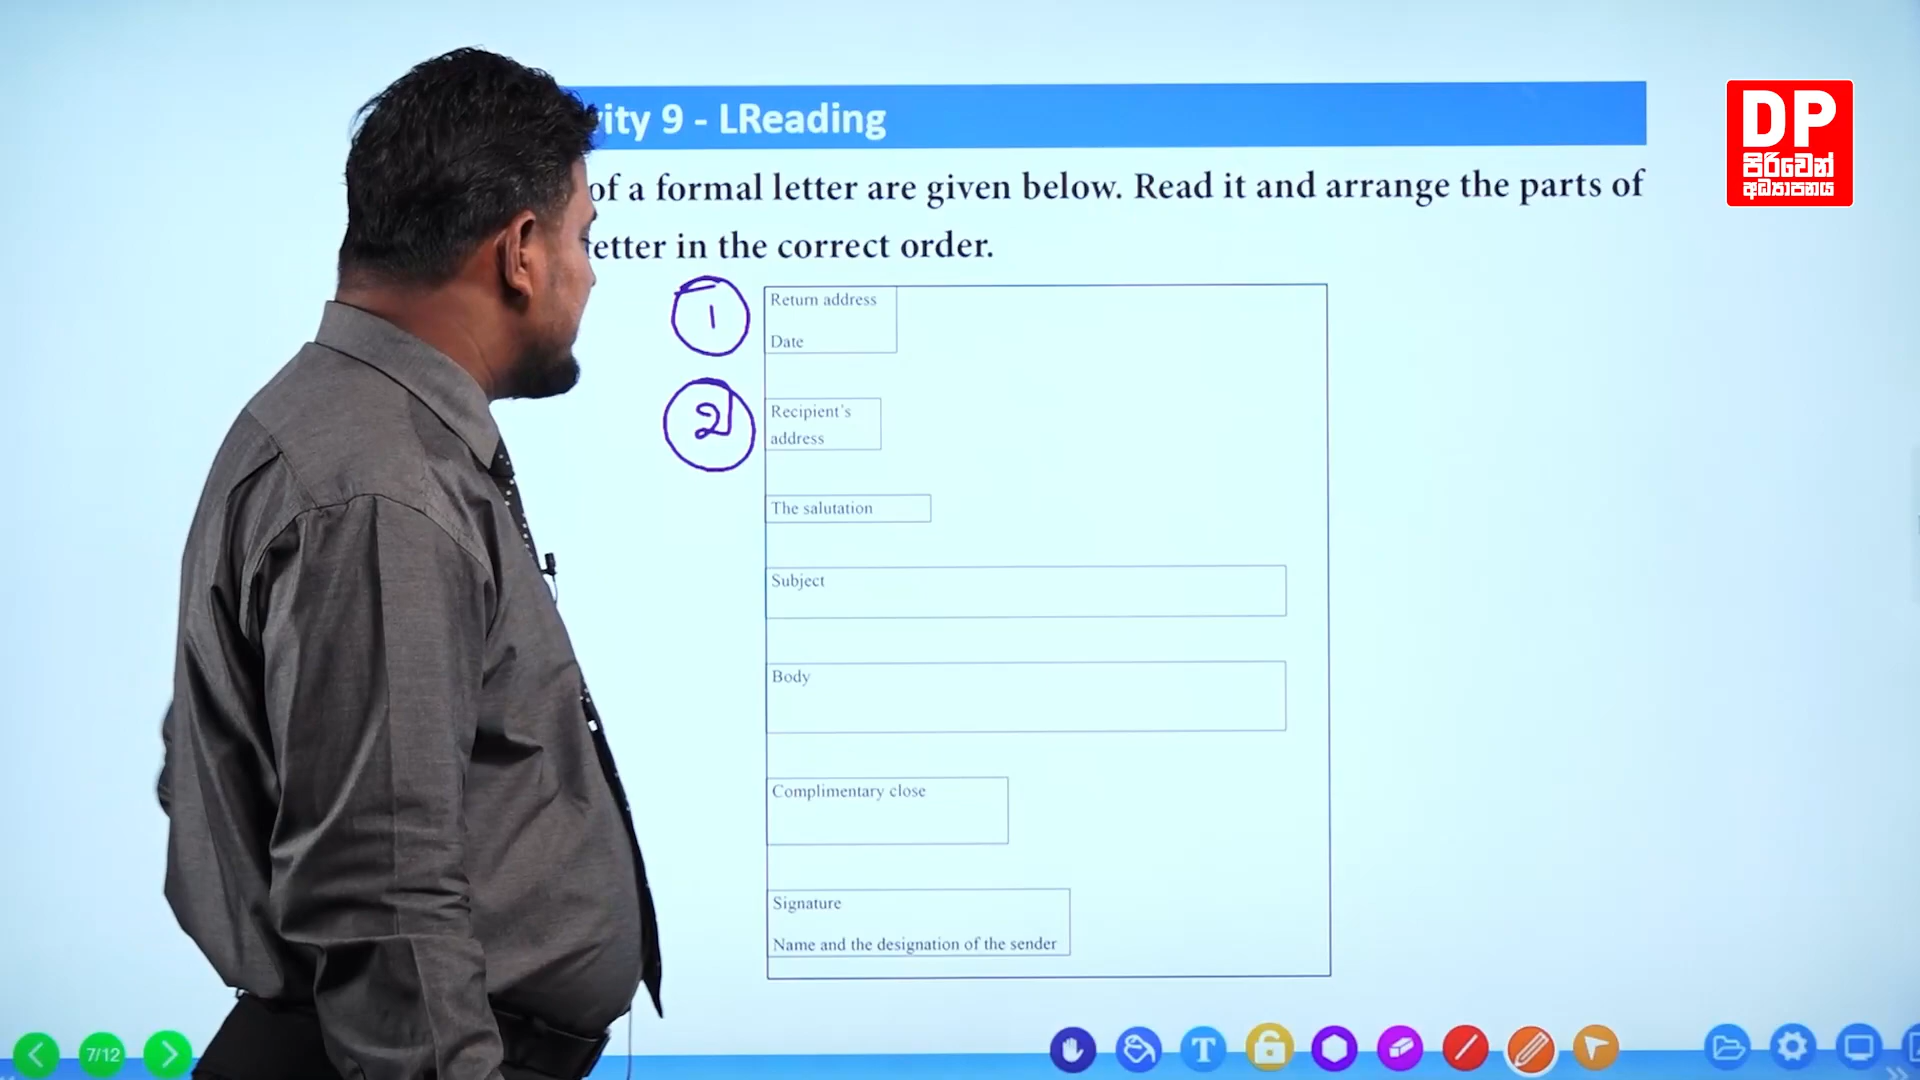 ity 9 - LReading
DP
පිරිවෙන්
අධ්‍යාපනය
of a formal letter are given below. Read it and arrange the parts of
etter in the correct order.
1
Return address
Date
2
Recipient's
address
The salutation
Subject
Body
Complimentary close
Signature
Name and the designation of the sender
7/12
T